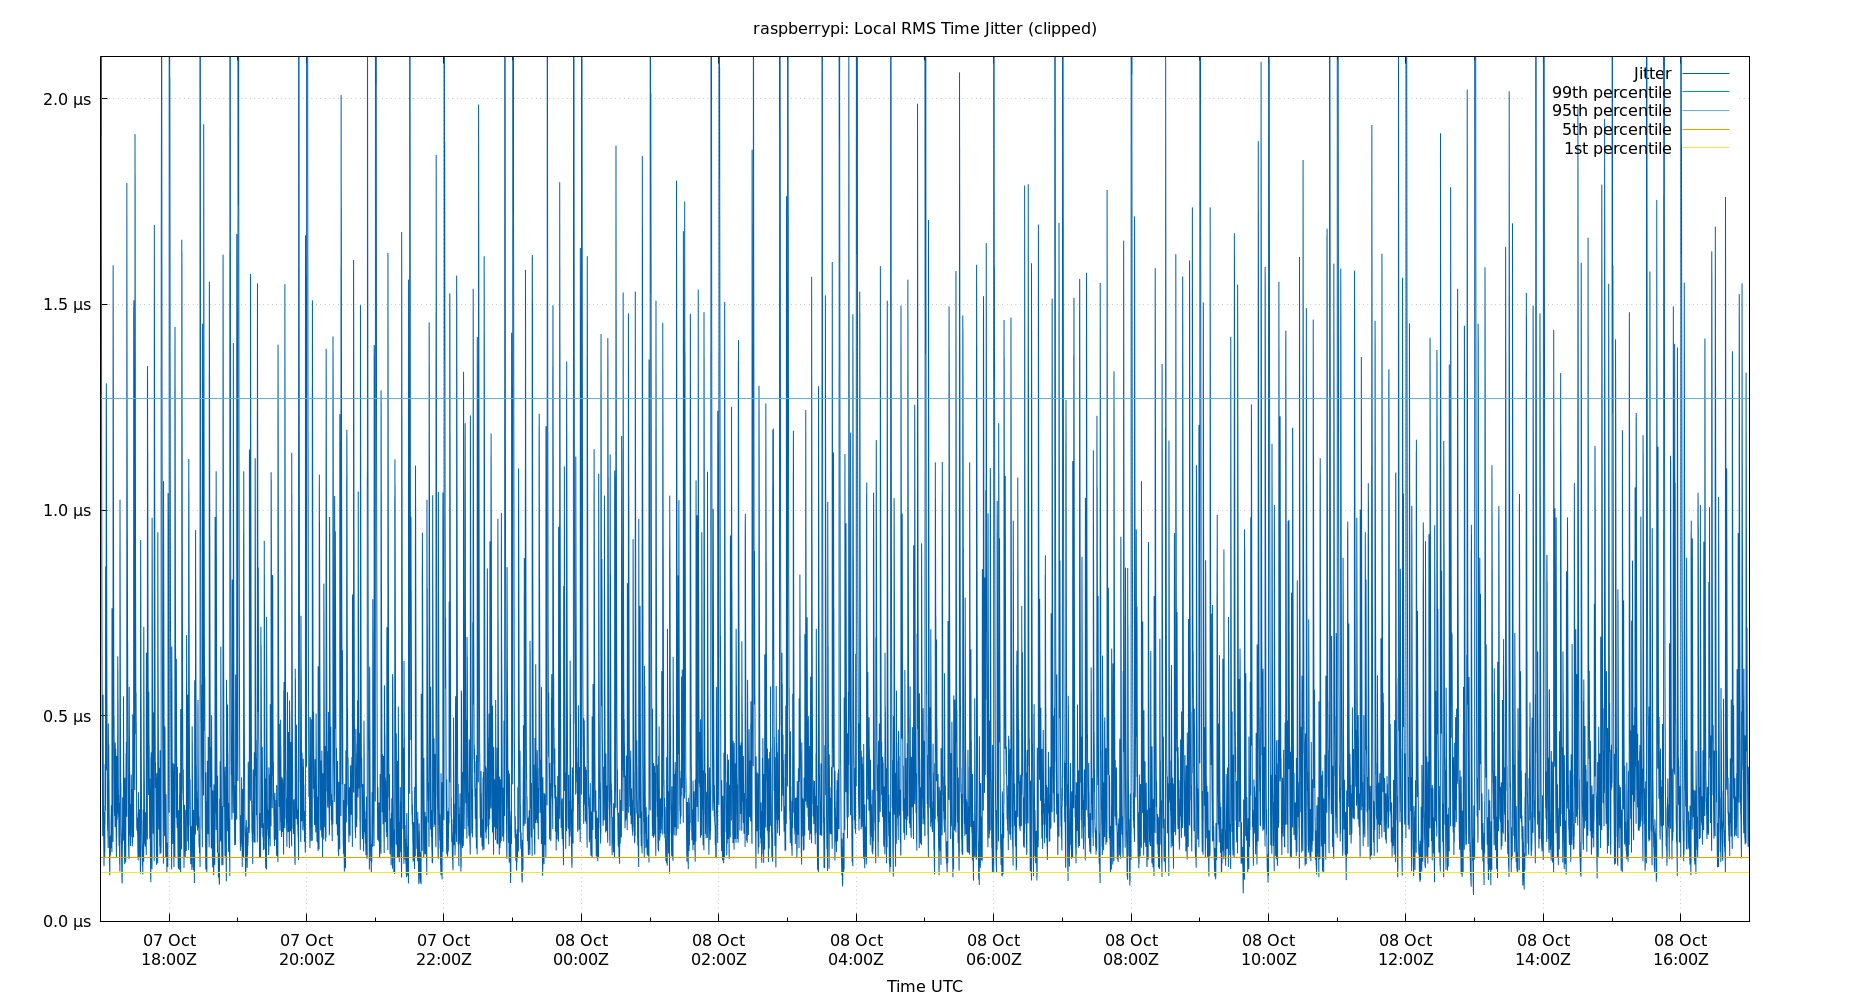 raspberrypi: Local RMS Time Jitter (clipped)
Jitter
99th percentile
95th percentile
5th percentile
1st percentile
2.0 µs
1.5 µs
1.0 µs
0.5 µs
0.0 µs
07 Oct 07 Oct 07 Oct 08 Oct 08 Oct 08 Oct 08 Oct 08 Oct 08 Oct 08 Oct 08 Oct 08 Oct
18:00Z 20:00Z 22:00Z 00:00Z 02:00Z 04:00Z 06:00Z 08:00Z 10:00Z 12:00Z 14:00Z 16:00Z
Time UTC